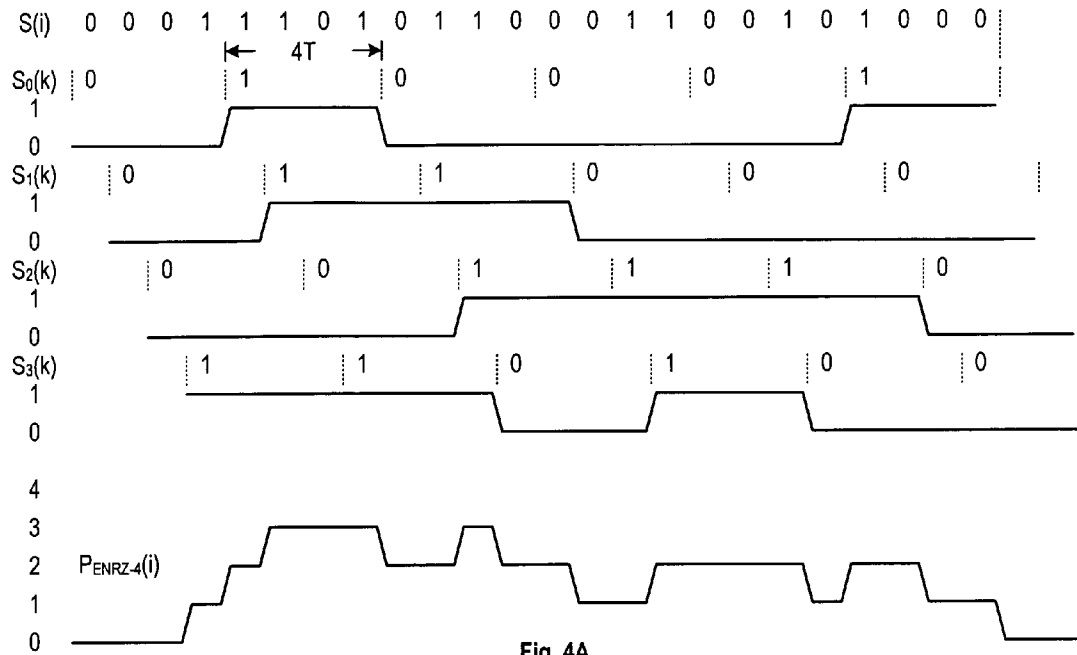 S(i) 0 0 0 1 1 1 0 1 0 1 1 0 0 0 1 1 0 0 1 0 1 0 0 0
4T
S₀(k) 0 1 0 0 0 1
1
0
S₁(k) 0 1 1 0 0 0
1
0
S₂(k) 0 0 1 1 1 0
1
0
S₃(k) 1 1 0 1 0 0
1
0
4
3
2 PENRZ-4(i)
1
0
Fig. 4A